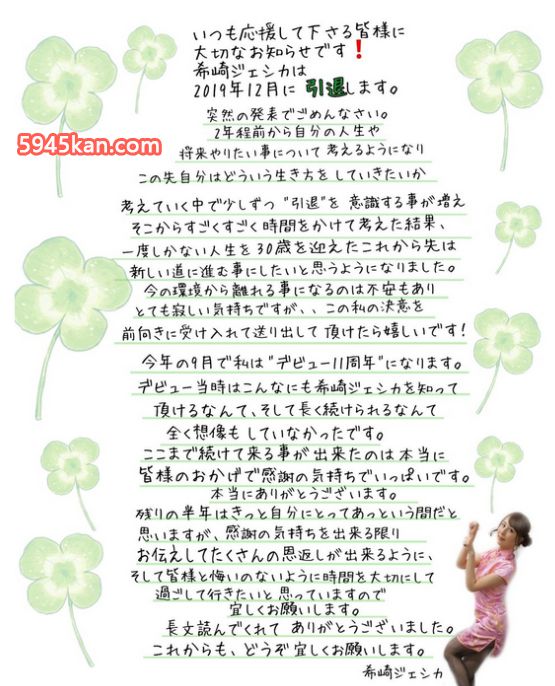 いつも応援して下さる皆様に
大切なお知らせです❗
希崎ジェシカは
2019年12月に 引退します。
突然の発表でごめんなさい。
5945kan.com
2年程前から自分の人生や
将来やりたい事について考えるようになり
この先自分はどういう生き方をしていきたいか
考えていく中で少しずつ"引退"を意識する事が増え
そこからすごくすごく時間をかけて考えた結果、
一度しかない人生を30歳を迎えたこれから先は
新しい道に進む事にしたいと思うようになりました。
今の環境から離れる事になるのは不安もあり
とても寂しい気持ちですが、、この私の決意を
前向きに受け入れて送り出して頂けたら嬉しいです!
今年の9月で私は"デビュー11周年"になります。
デビュー当時はこんなにも希崎ジェシカを知って
頂けるなんて、そして長く続けられるなんて
全く想像もしていなかったです。
ここまで続けて来る事が出来たのは本当に
皆様のおかげで感謝の気持ちでいっぱいです。
本当にありがとうございます。
残りの半年はきっと自分にとってあっという間だと
思いますが、感謝の気持ちを出来る限り
お伝えしてたくさんの恩返しが出来るように、
そして皆様と悔いのないように時間を大切にして
過ごして行きたいと思っていますので
宜しくお願いします。
長文読んでくれて ありがとうございました。
これからも、どうぞ宜しくお願いします。
希崎ジェシカ